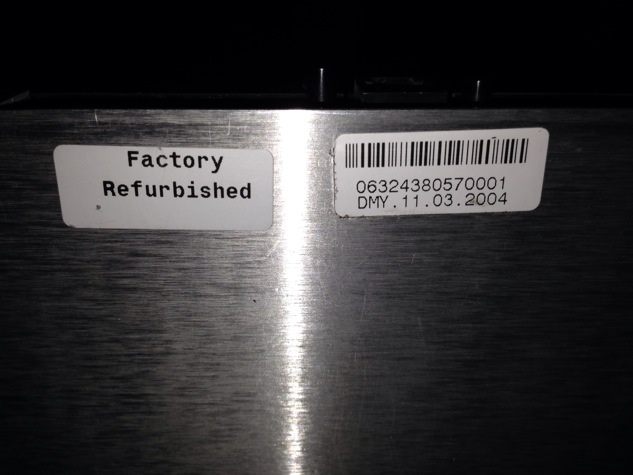 Factory
Refurbished
06324380570001
DMY.11.03.2004